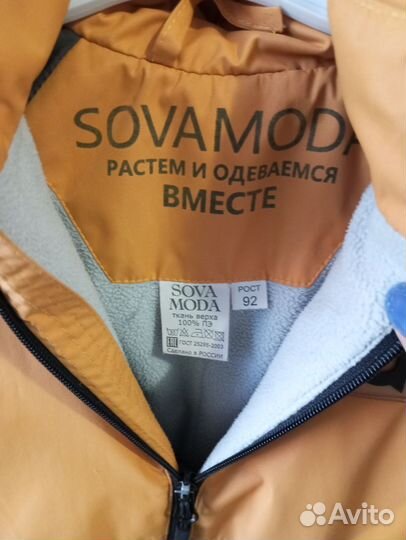 SOVAMODA
РАСТЕМ И ОДЕВАЕМСЯ
ВМЕСТЕ
SOVA
MODA
ткань верха
100% ПЭ
ГОСТ 25295-2003
Сделано в РОССИИ
РОСТ
92
Avito